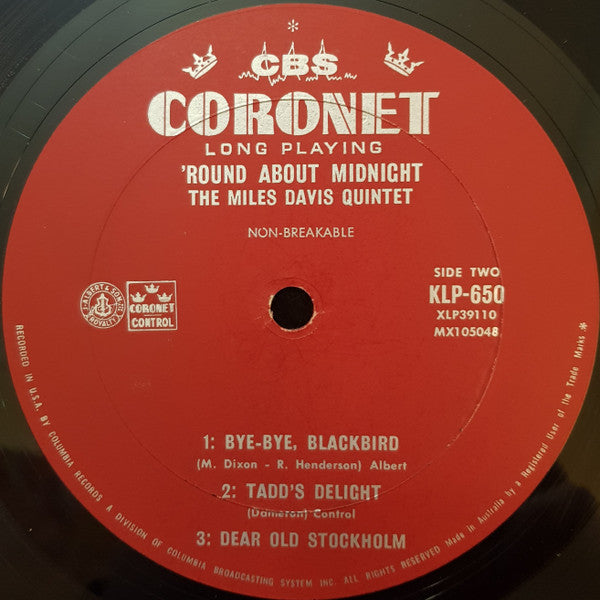 *
CBS
CORONET
LONG PLAYING
'ROUND ABOUT MIDNIGHT
THE MILES DAVIS QUINTET
NON-BREAKABLE
SIDE TWO
KLP-650
XLP39110
MX105048
J. ALBERT & SON
ROYALTY
CORONET
CONTROL
1: BYE-BYE, BLACKBIRD
(M. Dixon - R. Henderson) Albert
2: TADD'S DELIGHT
(Dameron) Control
3: DEAR OLD STOCKHOLM
RECORDED IN U.S.A. BY COLUMBIA RECORDS A DIVISION OF COLUMBIA BROADCASTING SYSTEM INC. ALL RIGHTS RESERVED Made in Australia by a Registered User of the Trade Marks *